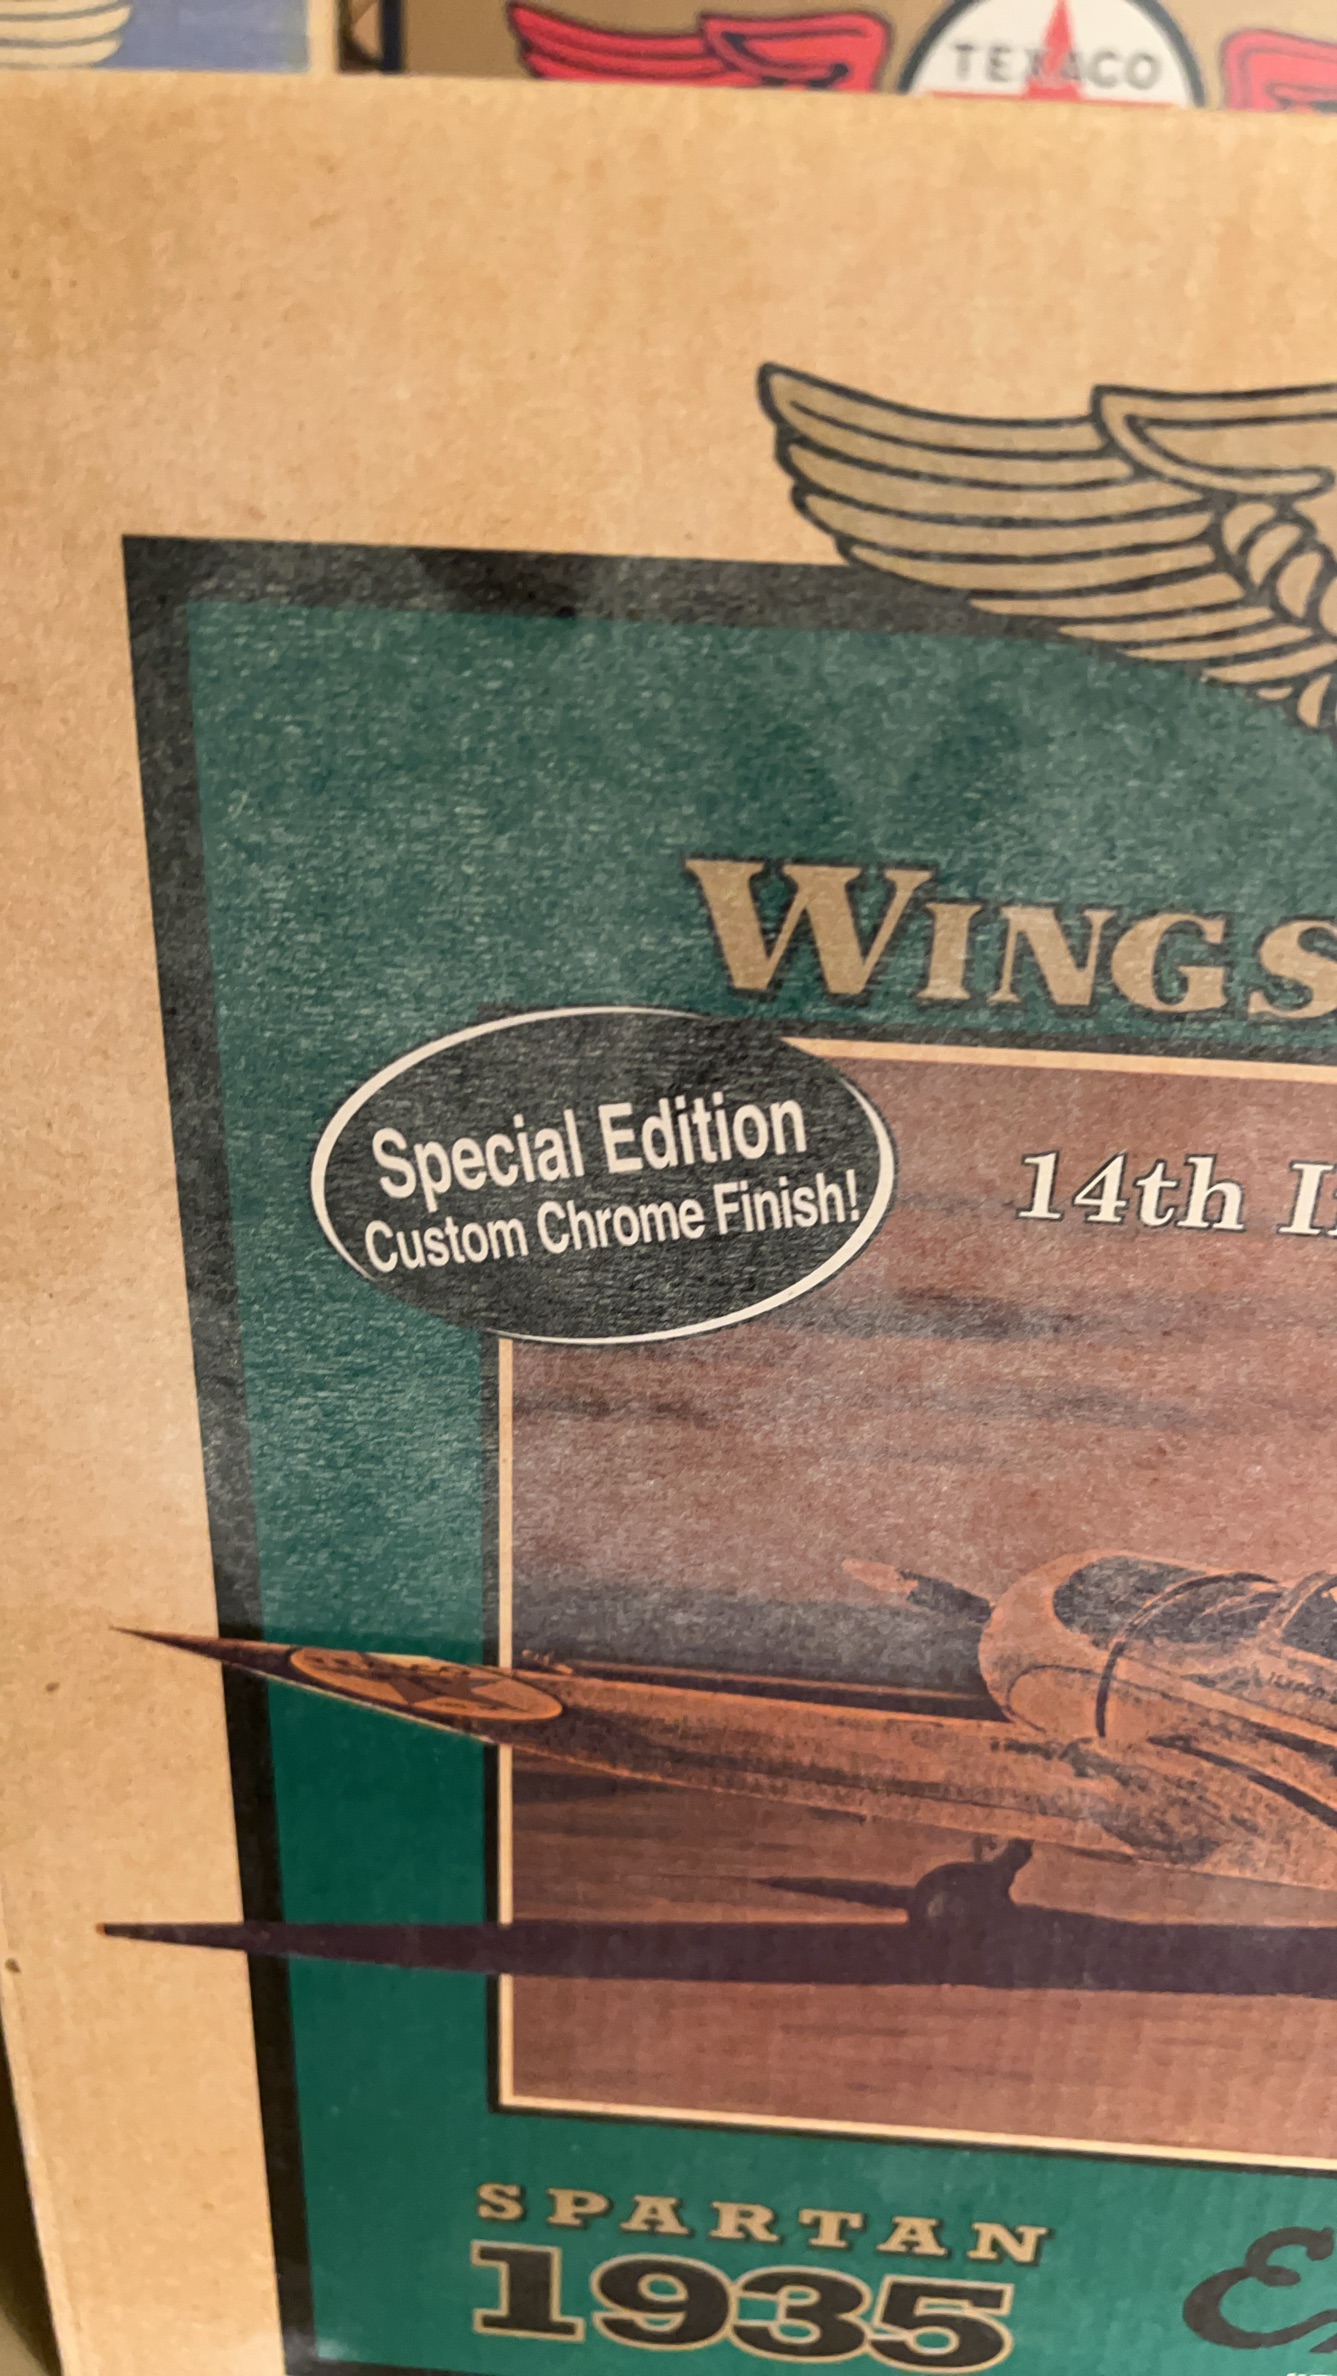 TEXACO
WINGS
Special Edition
Custom Chrome Finish!
14th
SPARTAN
1935